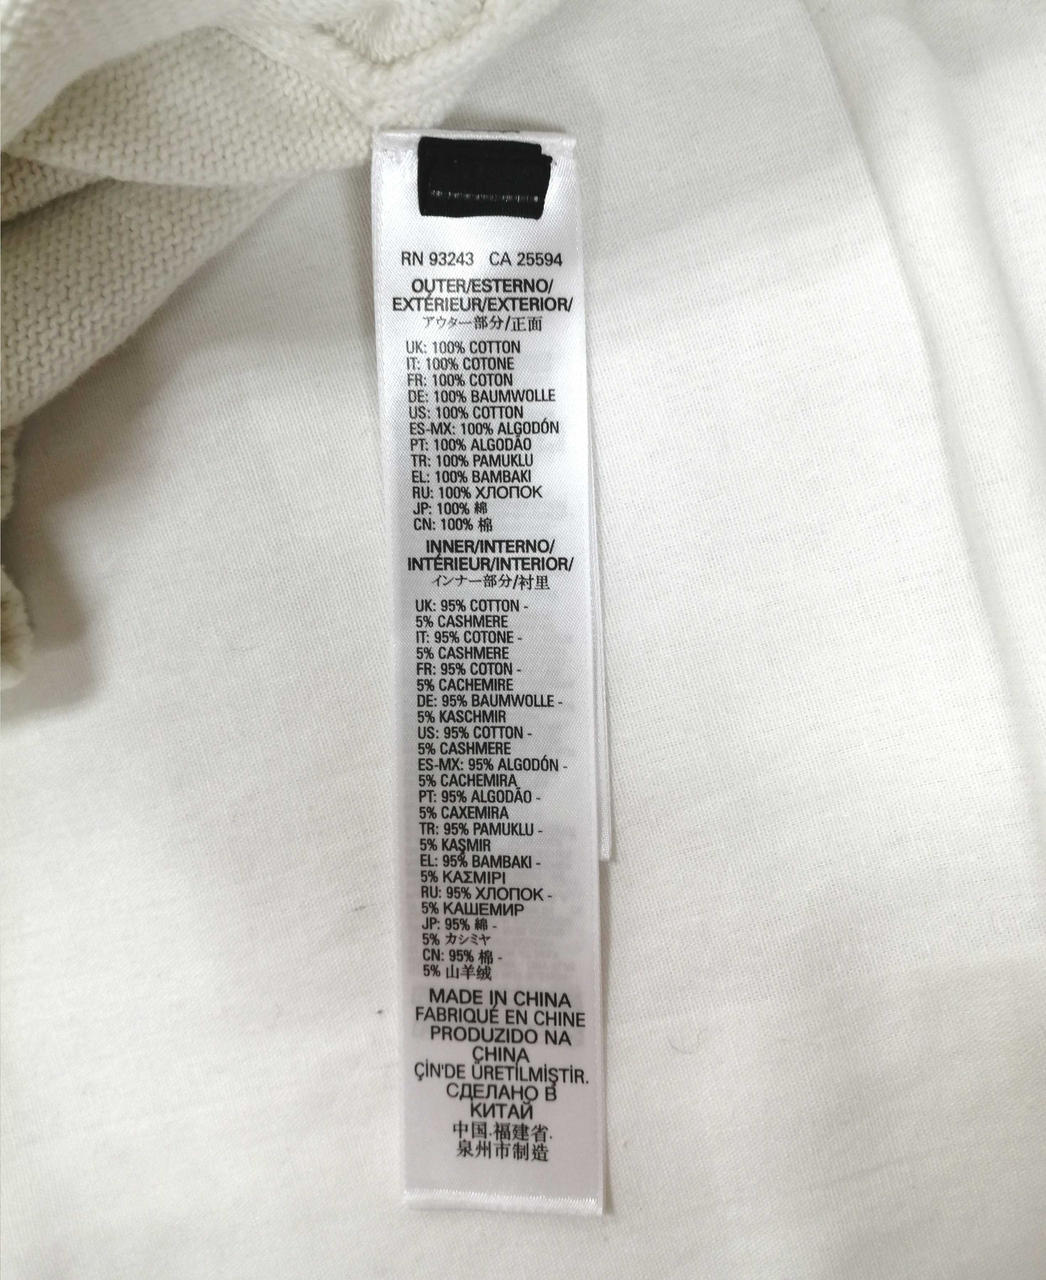 RN 93243 CA 25594
OUTER/ESTERNO/
EXTÉRIEUR/EXTERIOR/
アウター部分/正面
UK: 100% COTTON
IT: 100% COTONE
FR: 100% COTON
DE: 100% BAUMWOLLE
US: 100% COTTON
ES-MX: 100% ALGODÓN
PT: 100% ALGODÃO
TR: 100% PAMUKLU
EL: 100% BAMBAKI
RU: 100% ХЛОПОК
JP: 100% 綿
CN: 100% 棉
INNER/INTERNO/
INTÉRIEUR/INTERIOR/
インナー部分/衬里
UK: 95% COTTON -
5% CASHMERE
IT: 95% COTONE -
5% CASHMERE
FR: 95% COTON -
5% CACHEMIRE
DE: 95% BAUMWOLLE -
5% KASCHMIR
US: 95% COTTON -
5% CASHMERE
ES-MX: 95% ALGODÓN -
5% CACHEMIRA
PT: 95% ALGODÃO -
5% CAXEMIRA
TR: 95% PAMUKLU -
5% KAŞMIR
EL: 95% BAMBAKI -
5% ΚΑΣΜΙΡΙ
RU: 95% ХЛОПОК -
5% КАШЕМИР
JP: 95% 綿 -
5% カシミヤ
CN: 95% 棉 -
5% 山羊绒
MADE IN CHINA
FABRIQUÉ EN CHINE
PRODUZIDO NA
CHINA
ÇİN'DE ÜRETİLMİŞTİR.
СДЕЛАНО В
КИТАЙ
中国.福建省.
泉州市制造